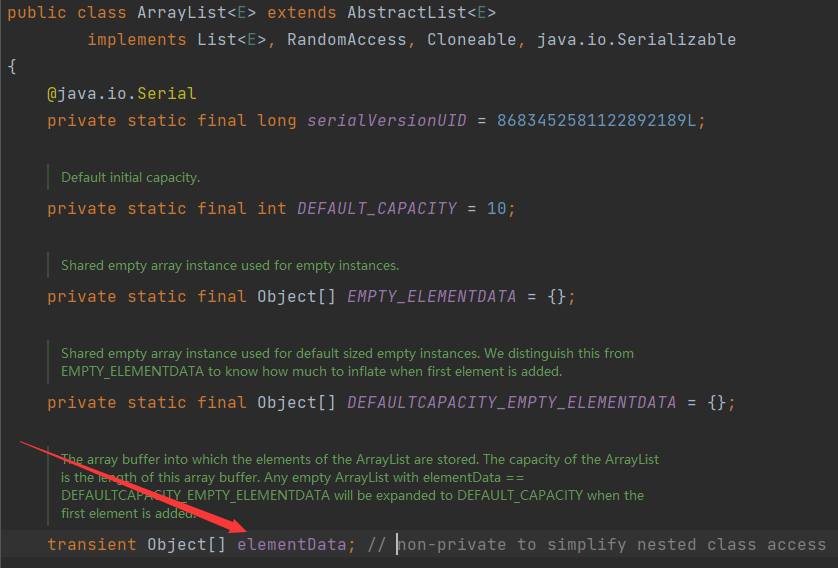 public class ArrayList<E> extends AbstractList<E>
implements List<E>, RandomAccess, Cloneable, java.io.Serializable
{
@java.io.Serial
private static final long serialVersionUID = 8683452581122892189L;
Default initial capacity.
private static final int DEFAULT_CAPACITY = 10;
Shared empty array instance used for empty instances.
private static final Object[] EMPTY_ELEMENTDATA = {};
Shared empty array instance used for default sized empty instances. We distinguish this from
EMPTY_ELEMENTDATA to know how much to inflate when first element is added.
private static final Object[] DEFAULTCAPACITY_EMPTY_ELEMENTDATA = {};
The array buffer into which the elements of the ArrayList are stored. The capacity of the ArrayList
is the length of this array buffer. Any empty ArrayList with elementData ==
DEFAULTCAPACITY_EMPTY_ELEMENTDATA will be expanded to DEFAULT_CAPACITY when the
first element is added.
transient Object[] elementData; // non-private to simplify nested class access